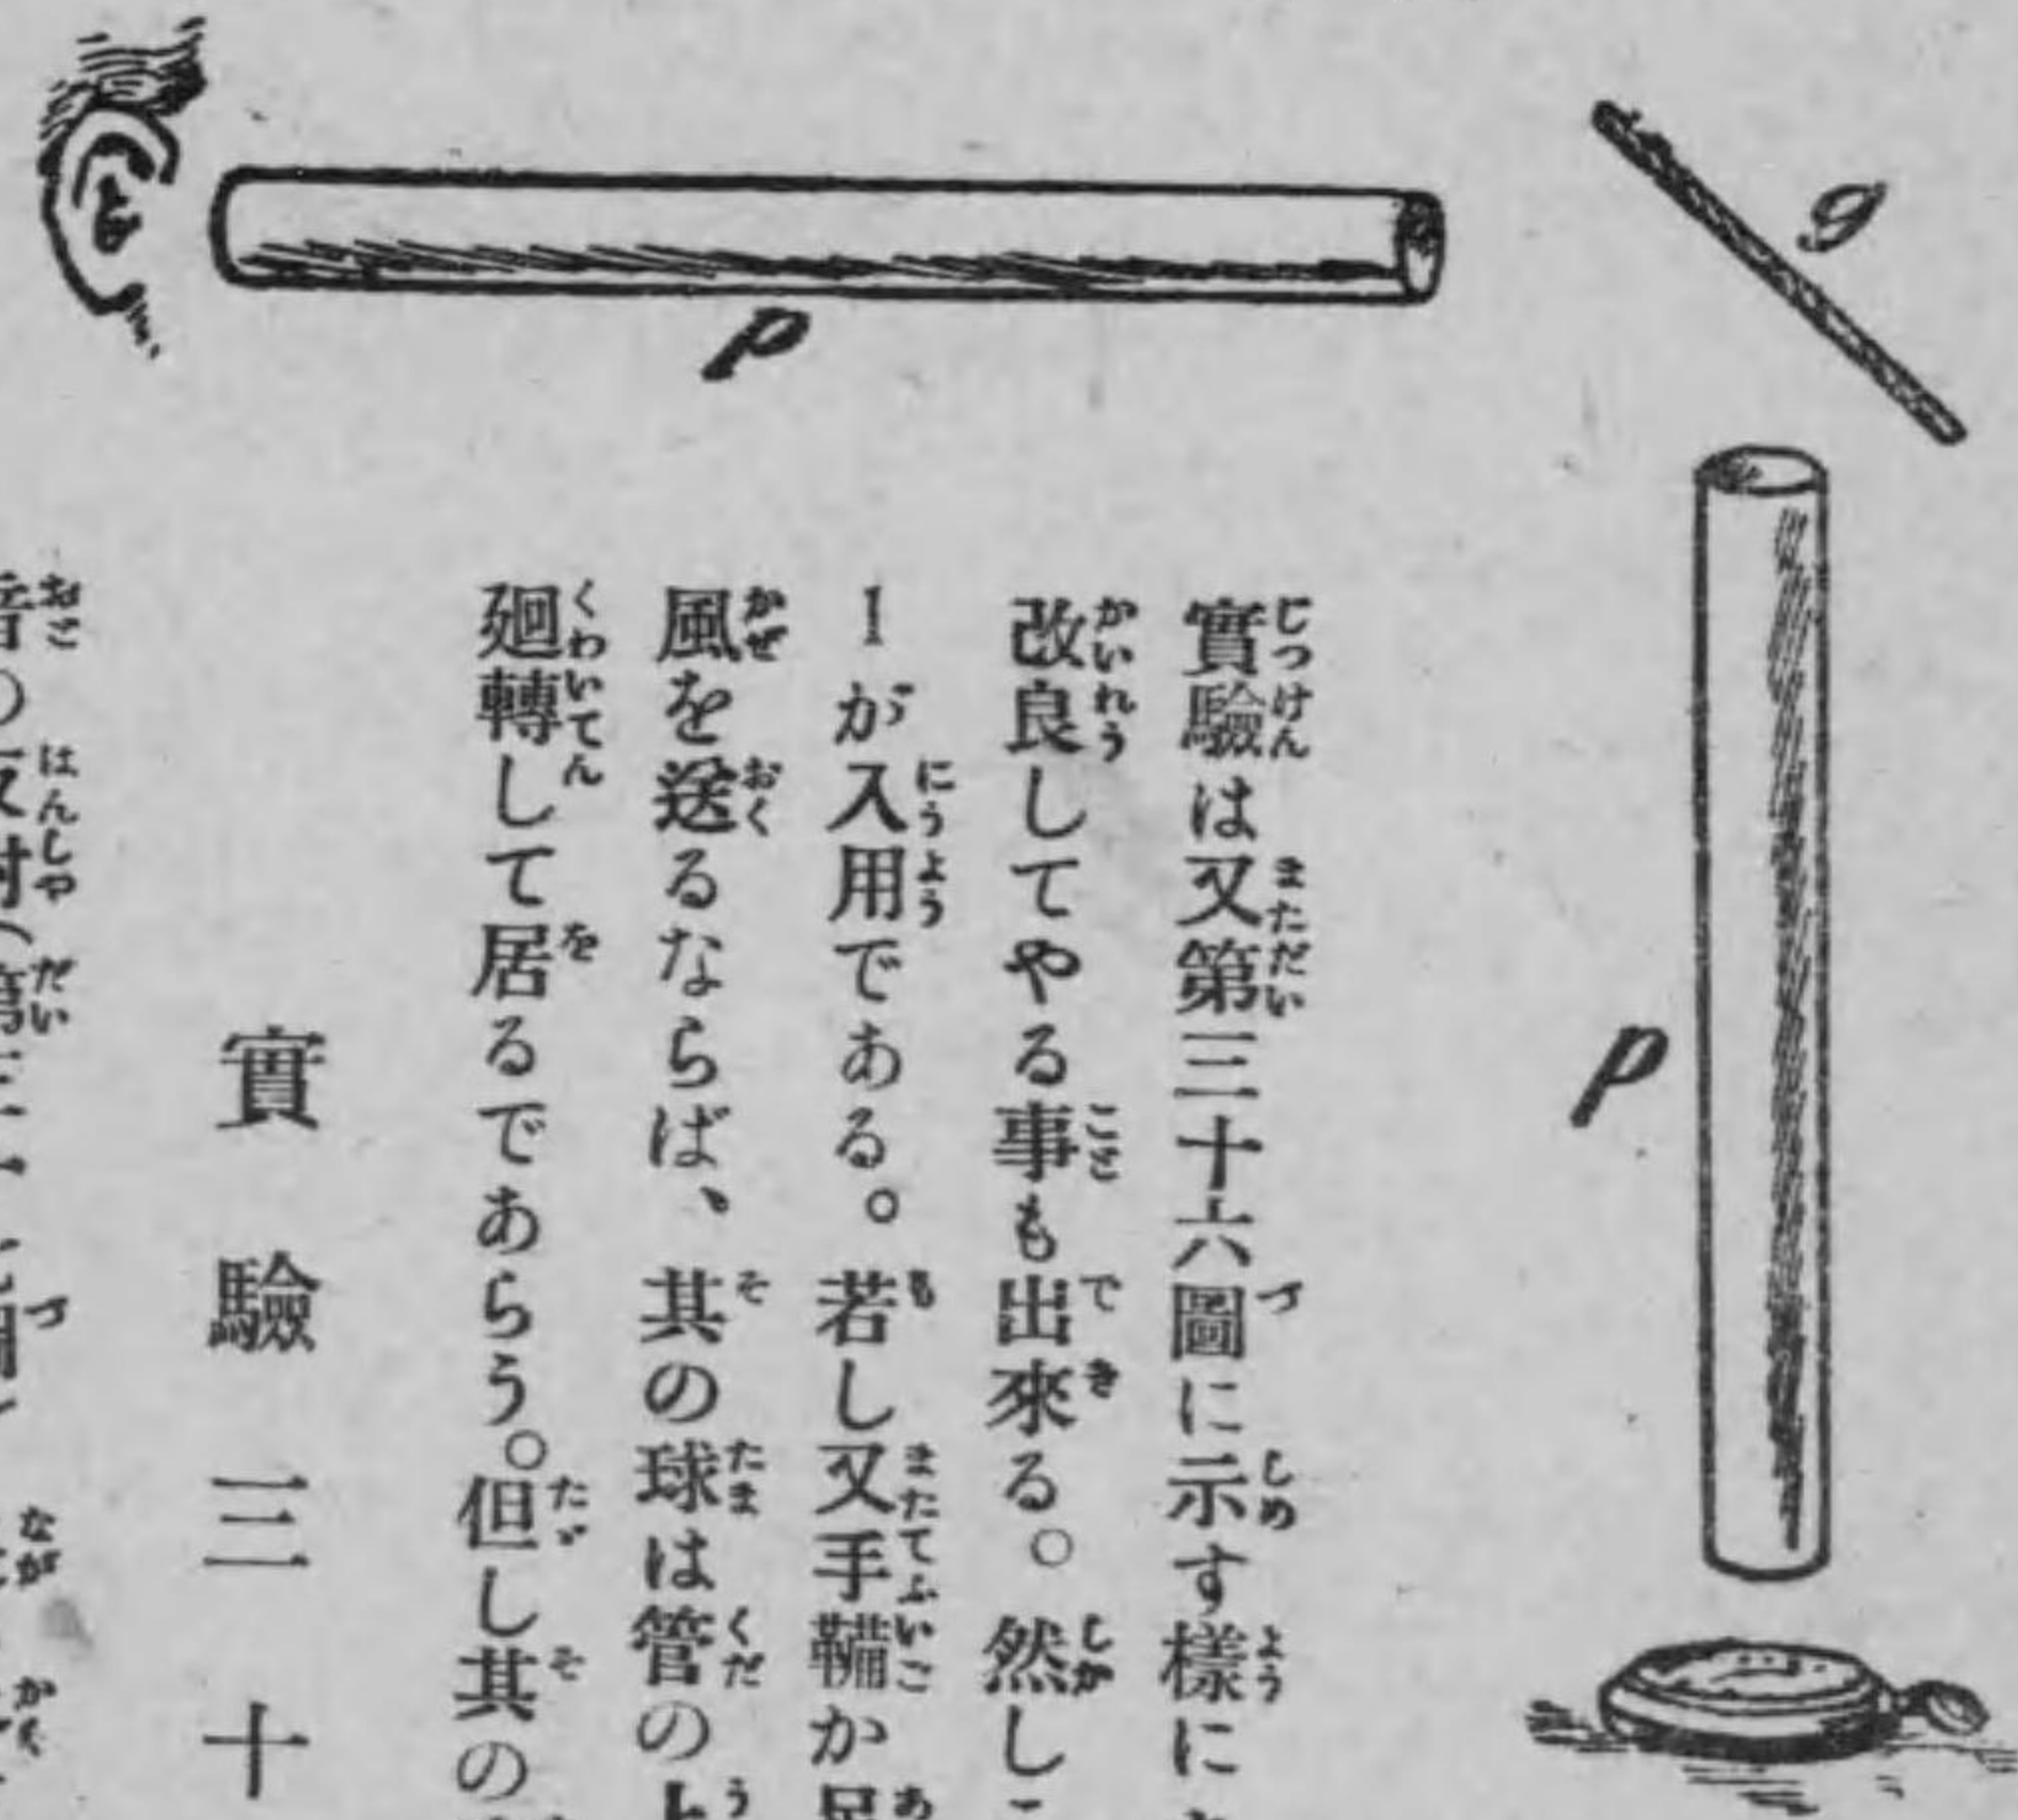 g
p
p
實驗は又第三十六圖に示す樣に
改良してやる事も出來る。然し
ーが入用である。若し又手鞴か
風を送るならば、其の球は管の
廻轉して居るであらう。但し其の
實驗三十